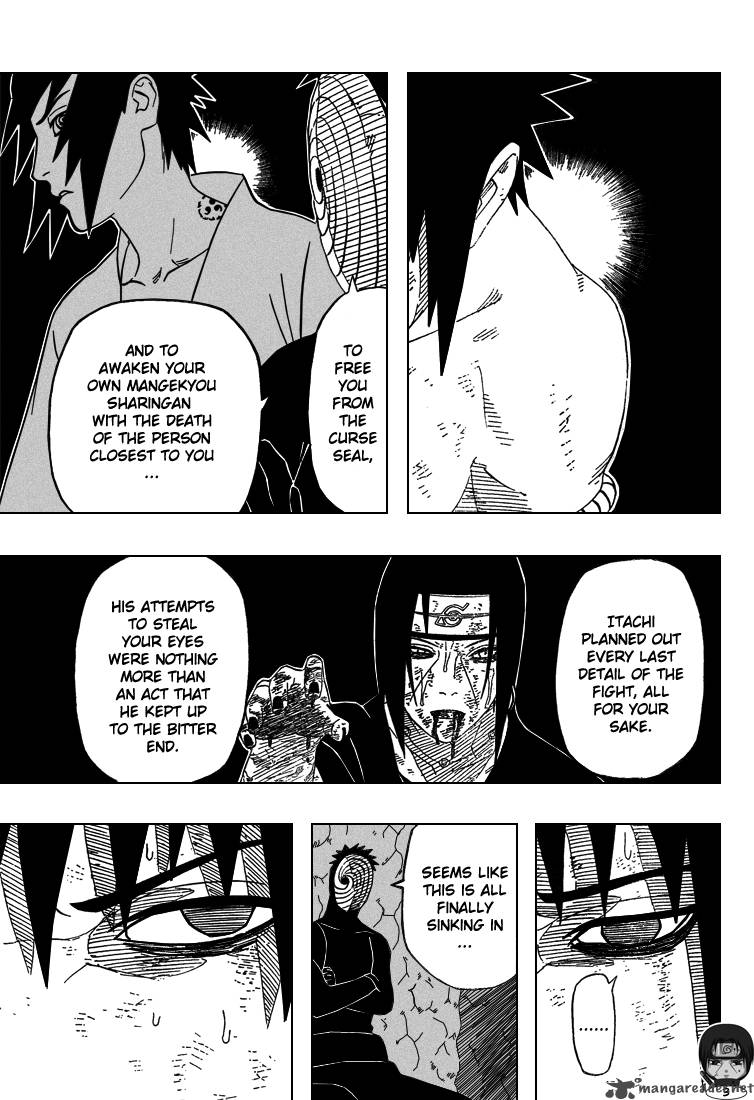 TO
FREE
YOU
FROM
THE
CURSE
SEAL,
AND TO
AWAKEN YOUR
OWN MANGEKYOU
SHARINGAN
WITH THE DEATH
OF THE PERSON
CLOSEST TO YOU
...
ITACHI
PLANNED OUT
EVERY LAST
DETAIL OF THE
FIGHT, ALL
FOR YOUR
SAKE.
HIS ATTEMPTS
TO STEAL
YOUR EYES
WERE NOTHING
MORE THAN
AN ACT THAT
HE KEPT UP
TO THE BITTER
END.
......
SEEMS LIKE
THIS IS ALL
FINALLY
SINKING IN
...
mangareader.net
9